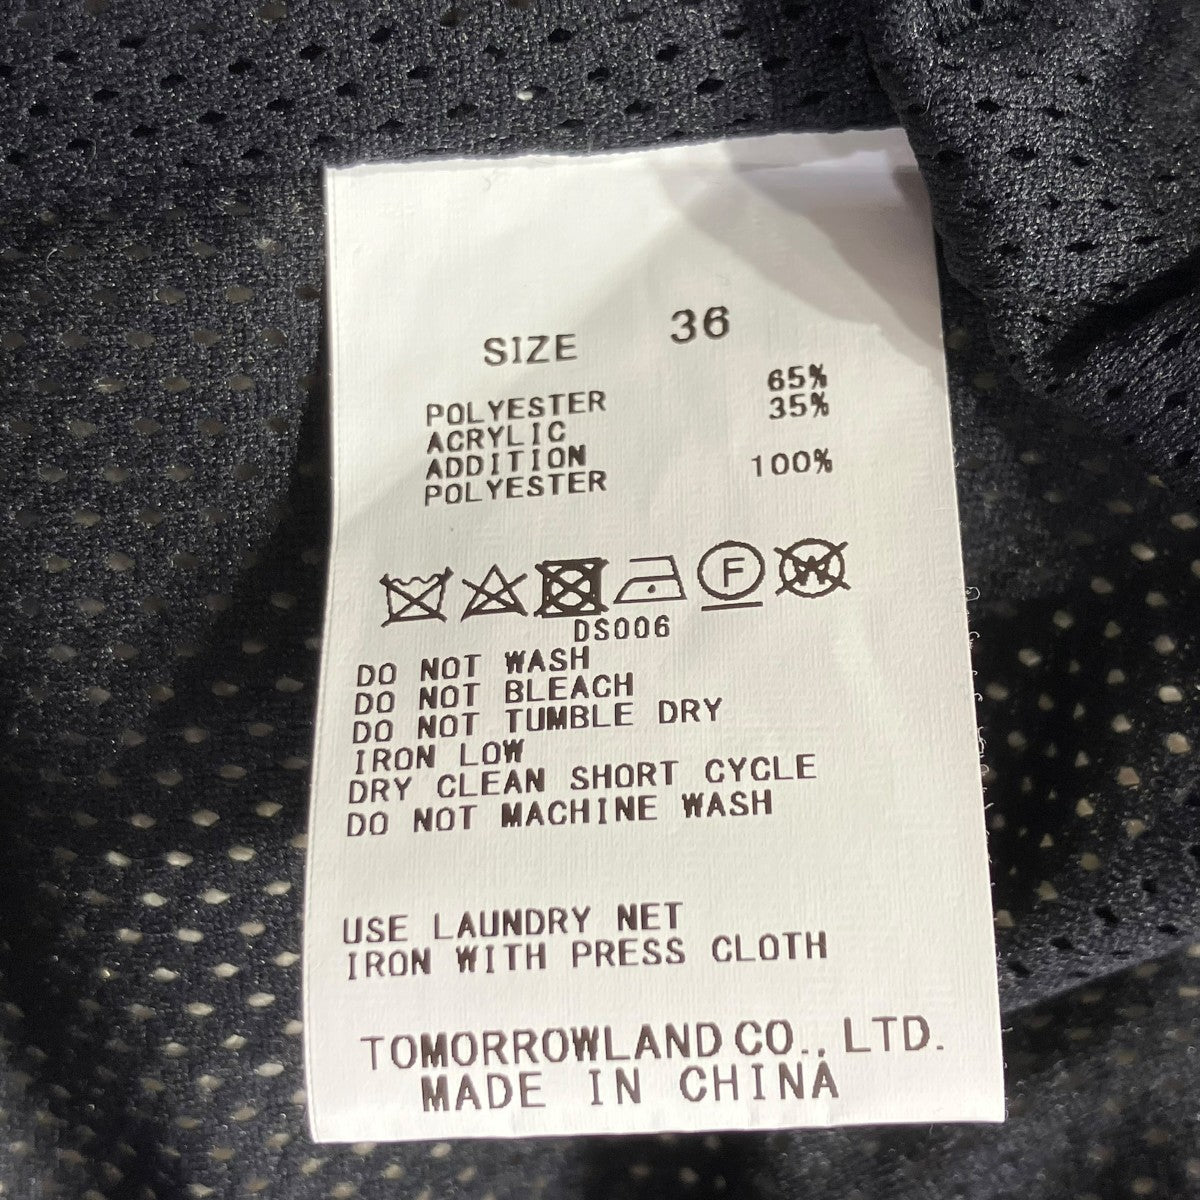 SIZE 36
POLYESTER 65%
ACRYLIC 35%
ADDITION
POLYESTER 100%
F W
DS006
DO NOT WASH
DO NOT BLEACH
DO NOT TUMBLE DRY
IRON LOW
DRY CLEAN SHORT CYCLE
DO NOT MACHINE WASH
USE LAUNDRY NET
IRON WITH PRESS CLOTH
TOMORROWLAND CO., LTD.
MADE IN CHINA